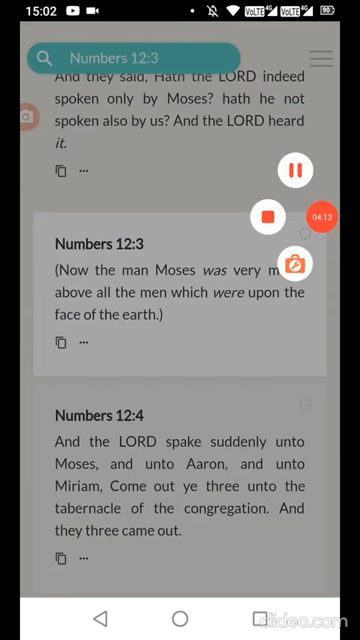 15:02
VoLTE 4G VoLTE 4G 90
Numbers 12:3
And they said, Hath the LORD indeed
spoken only by Moses? hath he not
spoken also by us? And the LORD heard
it.
04:13
Numbers 12:3
(Now the man Moses was very m
above all the men which were upon the
face of the earth.)
Numbers 12:4
And the LORD spake suddenly unto
Moses, and unto Aaron, and unto
Miriam, Come out ye three unto the
tabernacle of the congregation. And
they three came out.
clideo.com